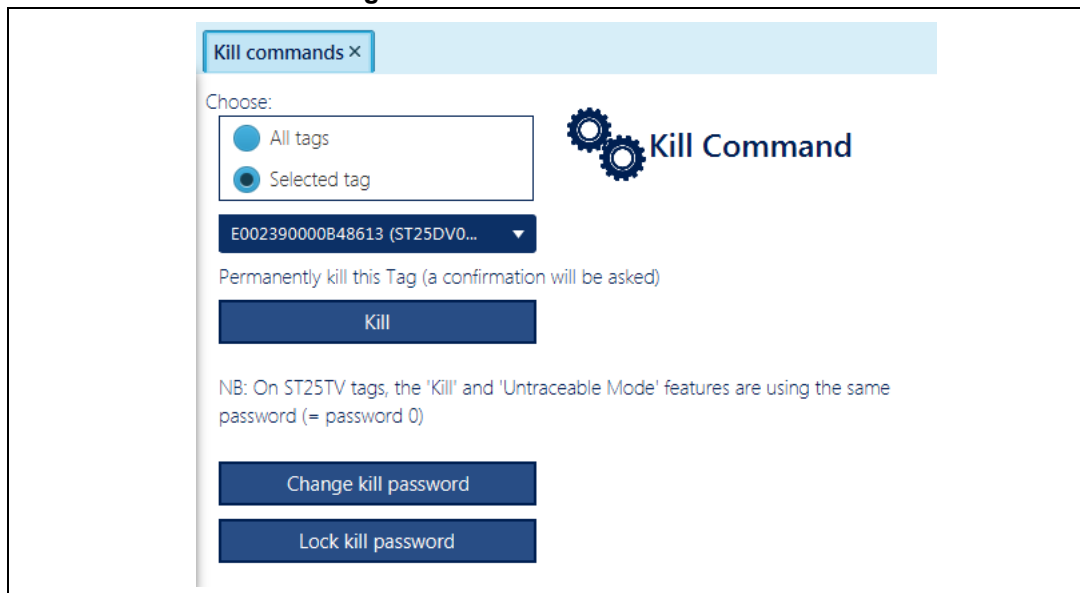 Kill commands ×
Choose:
All tags
Selected tag
Kill Command
E002390000B48613 (ST25DV0...
Permanently kill this Tag (a confirmation will be asked)
Kill
NB: On ST25TV tags, the 'Kill' and 'Untraceable Mode' features are using the same
password (= password 0)
Change kill password
Lock kill password